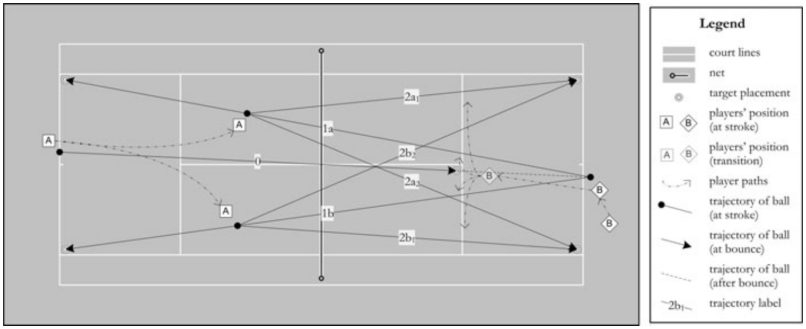 2a₁
A
1a
A
2b₂
0
B
2a₂
B
A
1b
B
2b₁
Legend
court lines
net
target placement
A B players' position
(at stroke)
A B players' position
(transition)
player paths
trajectory of ball
(at stroke)
trajectory of ball
(at bounce)
trajectory of ball
(after bounce)
2b₁ trajectory label